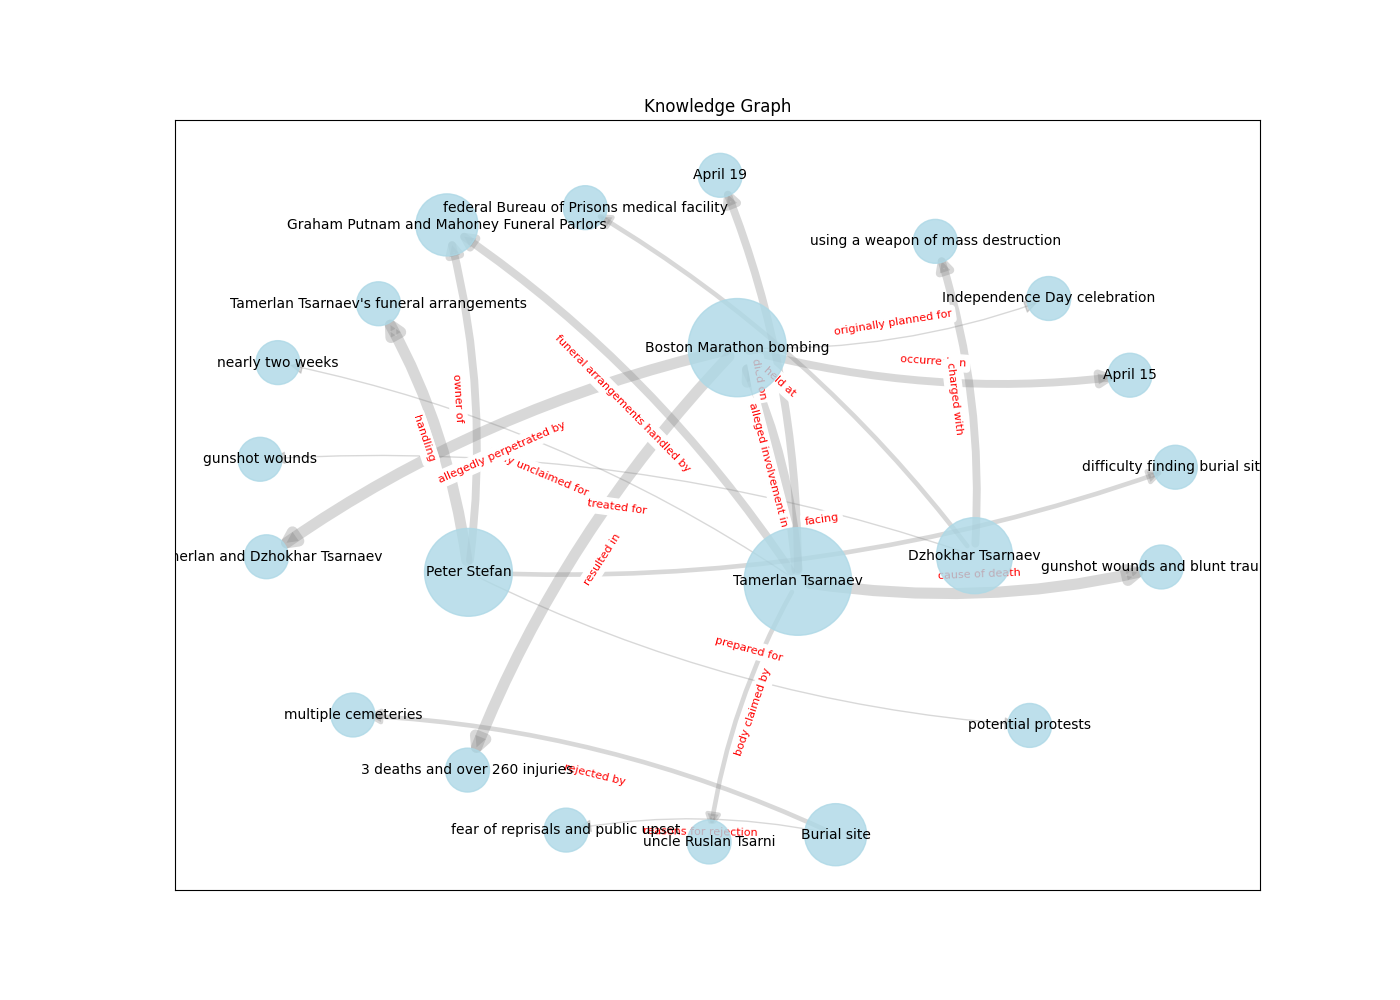 Knowledge Graph
April 19
federal Bureau of Prisons medical facility
Graham Putnam and Mahoney Funeral Parlors
using a weapon of mass destruction
Tamerlan Tsarnaev's funeral arrangements
Independence Day celebration
originally planned for
Boston Marathon bombing
nearly two weeks
occurre
n
April 15
held at
died on
charged with
owner of
funeral arrangements handled by
handling
allegedly perpetrated by
alleged involvement in
gunshot wounds
unclaimed for
difficulty finding burial sit
treated for
facing
merlan and Dzhokhar Tsarnaev
resulted in
Peter Stefan
Tamerlan Tsarnaev
Dzhokhar Tsarnaev
cause of death
gunshot wounds and blunt trau
prepared for
body claimed by
multiple cemeteries
potential protests
3 deaths and over 260 injuries
rejected by
fear of reprisals and public upset
reasons for rejection
uncle Ruslan Tsarni
Burial site